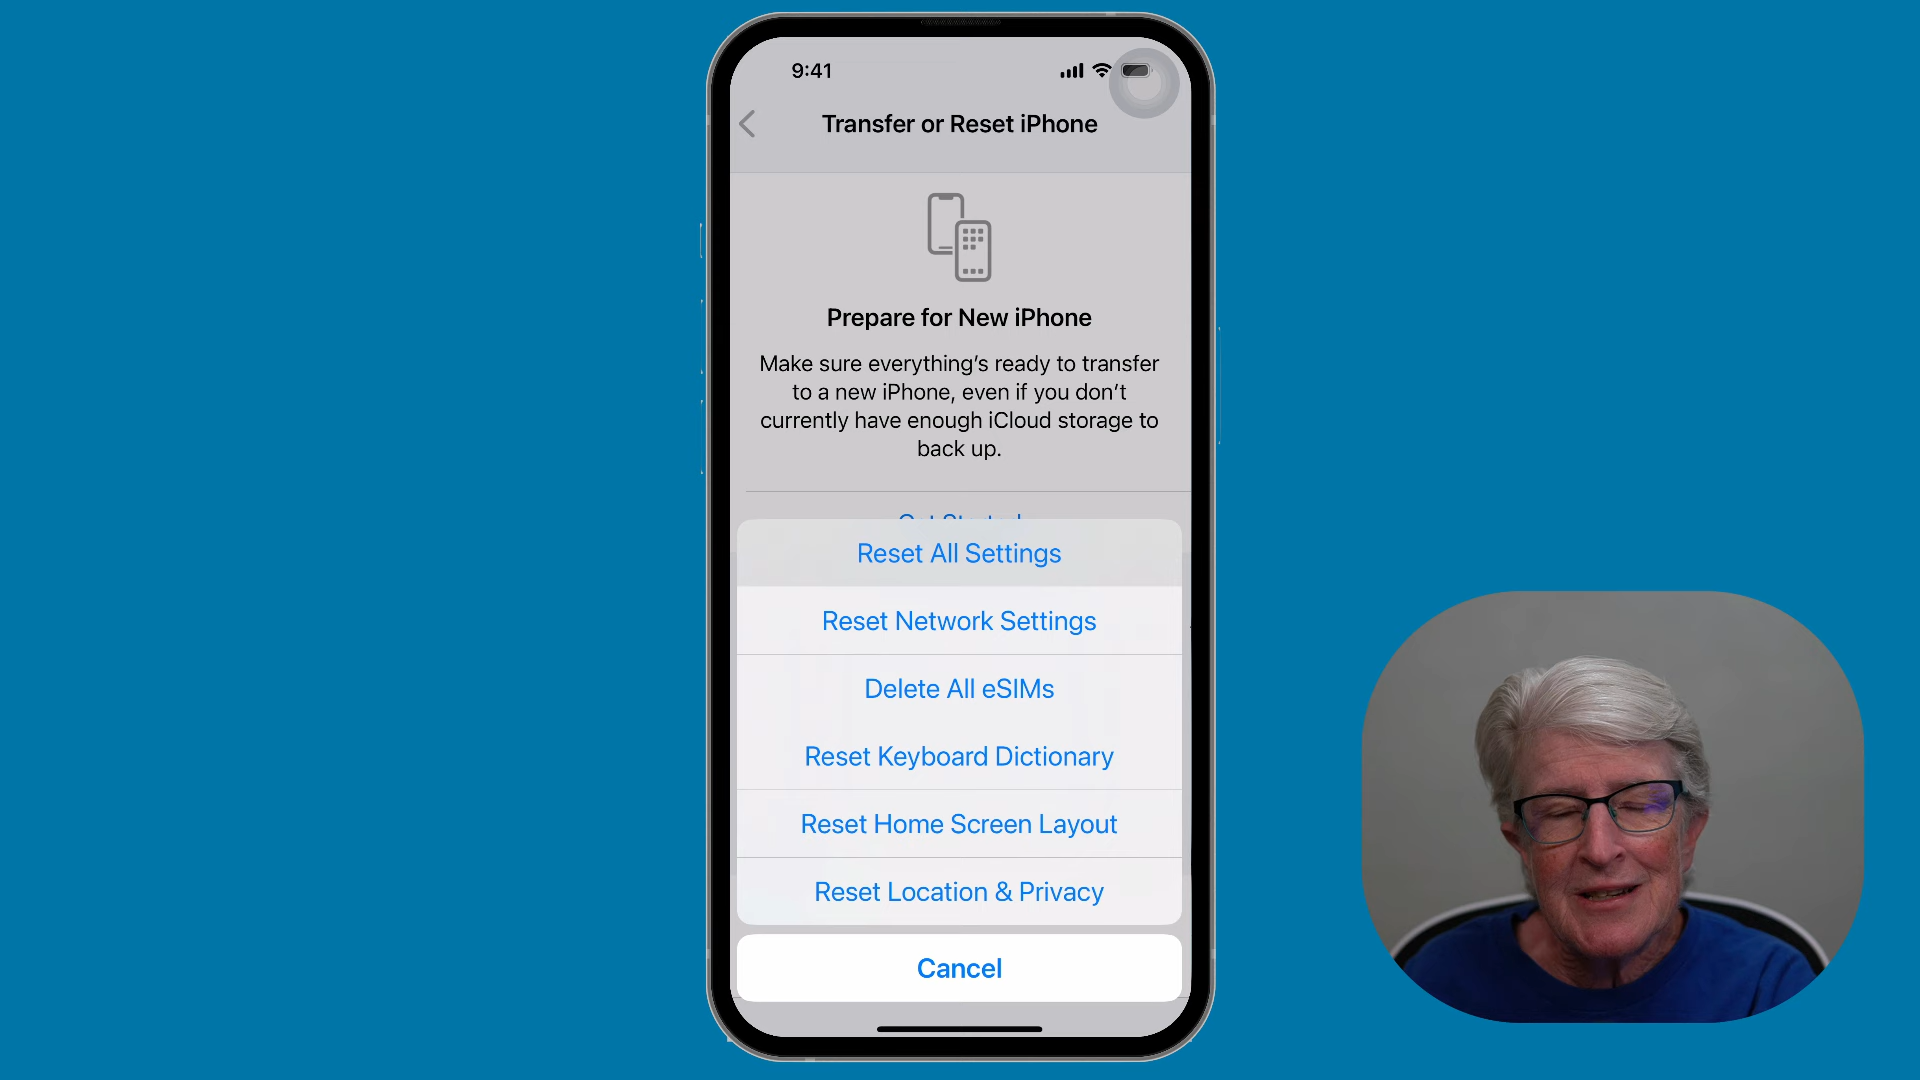 9:41
Transfer or Reset iPhone
Prepare for New iPhone
Make sure everything’s ready to transfer
to a new iPhone, even if you don’t
currently have enough iCloud storage to
back up.
Reset All Settings
Reset Network Settings
Delete All eSIMs
Reset Keyboard Dictionary
Reset Home Screen Layout
Reset Location & Privacy
Cancel